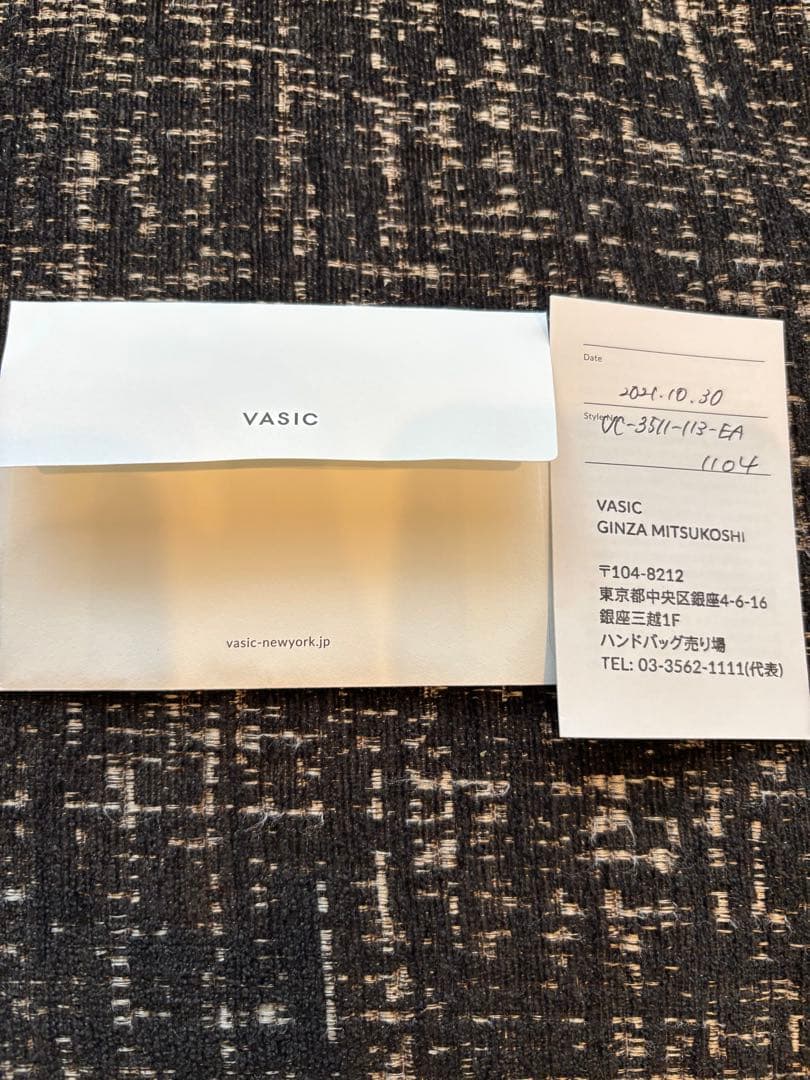 VASIC
vasic-newyork.jp
Date
2021.10.30
Style No
VC-3511-113-EA
1104
VASIC
GINZA MITSUKOSHI
〒104-8212
東京都中央区銀座4-6-16
銀座三越1F
ハンドバッグ売り場
TEL: 03-3562-1111(代表)